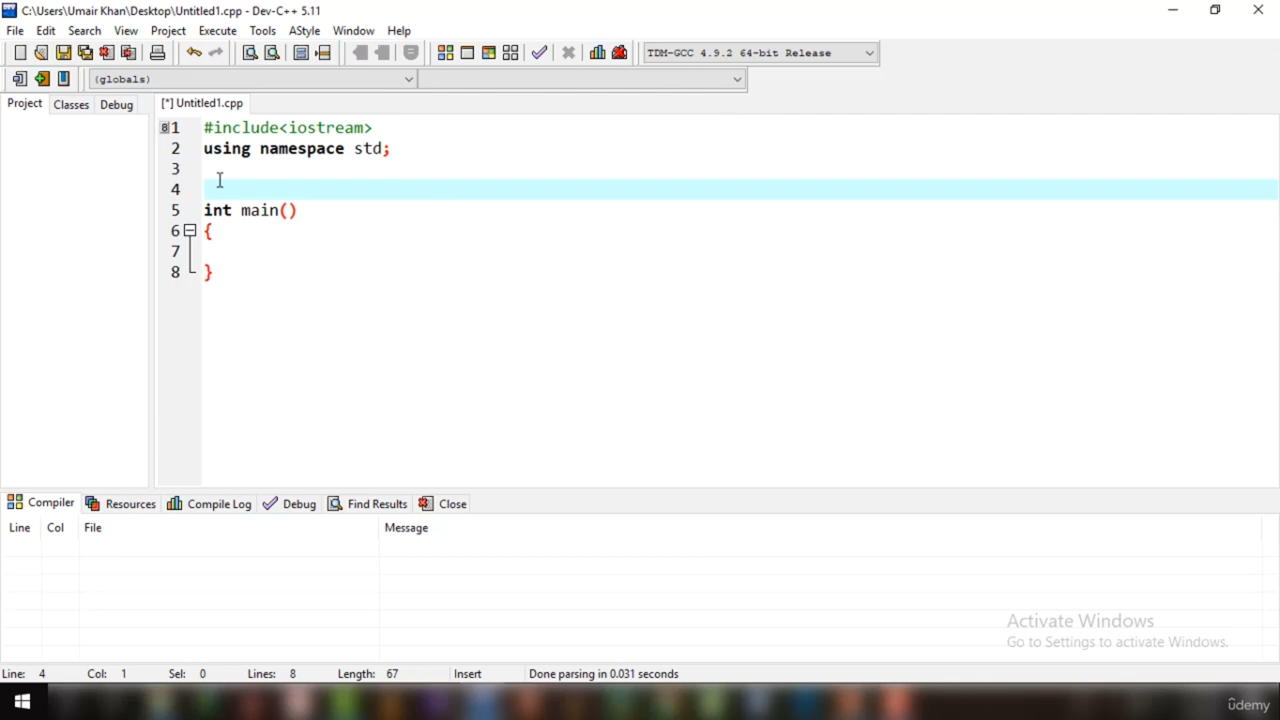 C:\Users\Umair Khan\Desktop\Untitled1.cpp - Dev-C++ 5.11
File Edit Search View Project Execute Tools AStyle Window Help
TDM-GCC 4.9.2 64-bit Release
(globals)
Project Classes Debug [*] Untitled1.cpp
1 #include<iostream>
2 using namespace std;
3
4
5 int main()
6 {
7
8 }
Compiler Resources Compile Log Debug Find Results Close
Line Col File Message
Activate Windows
Go to Settings to activate Windows.
Line: 4 Col: 1 Sel: 0 Lines: 8 Length: 67 Insert Done parsing in 0.031 seconds
ûdemy